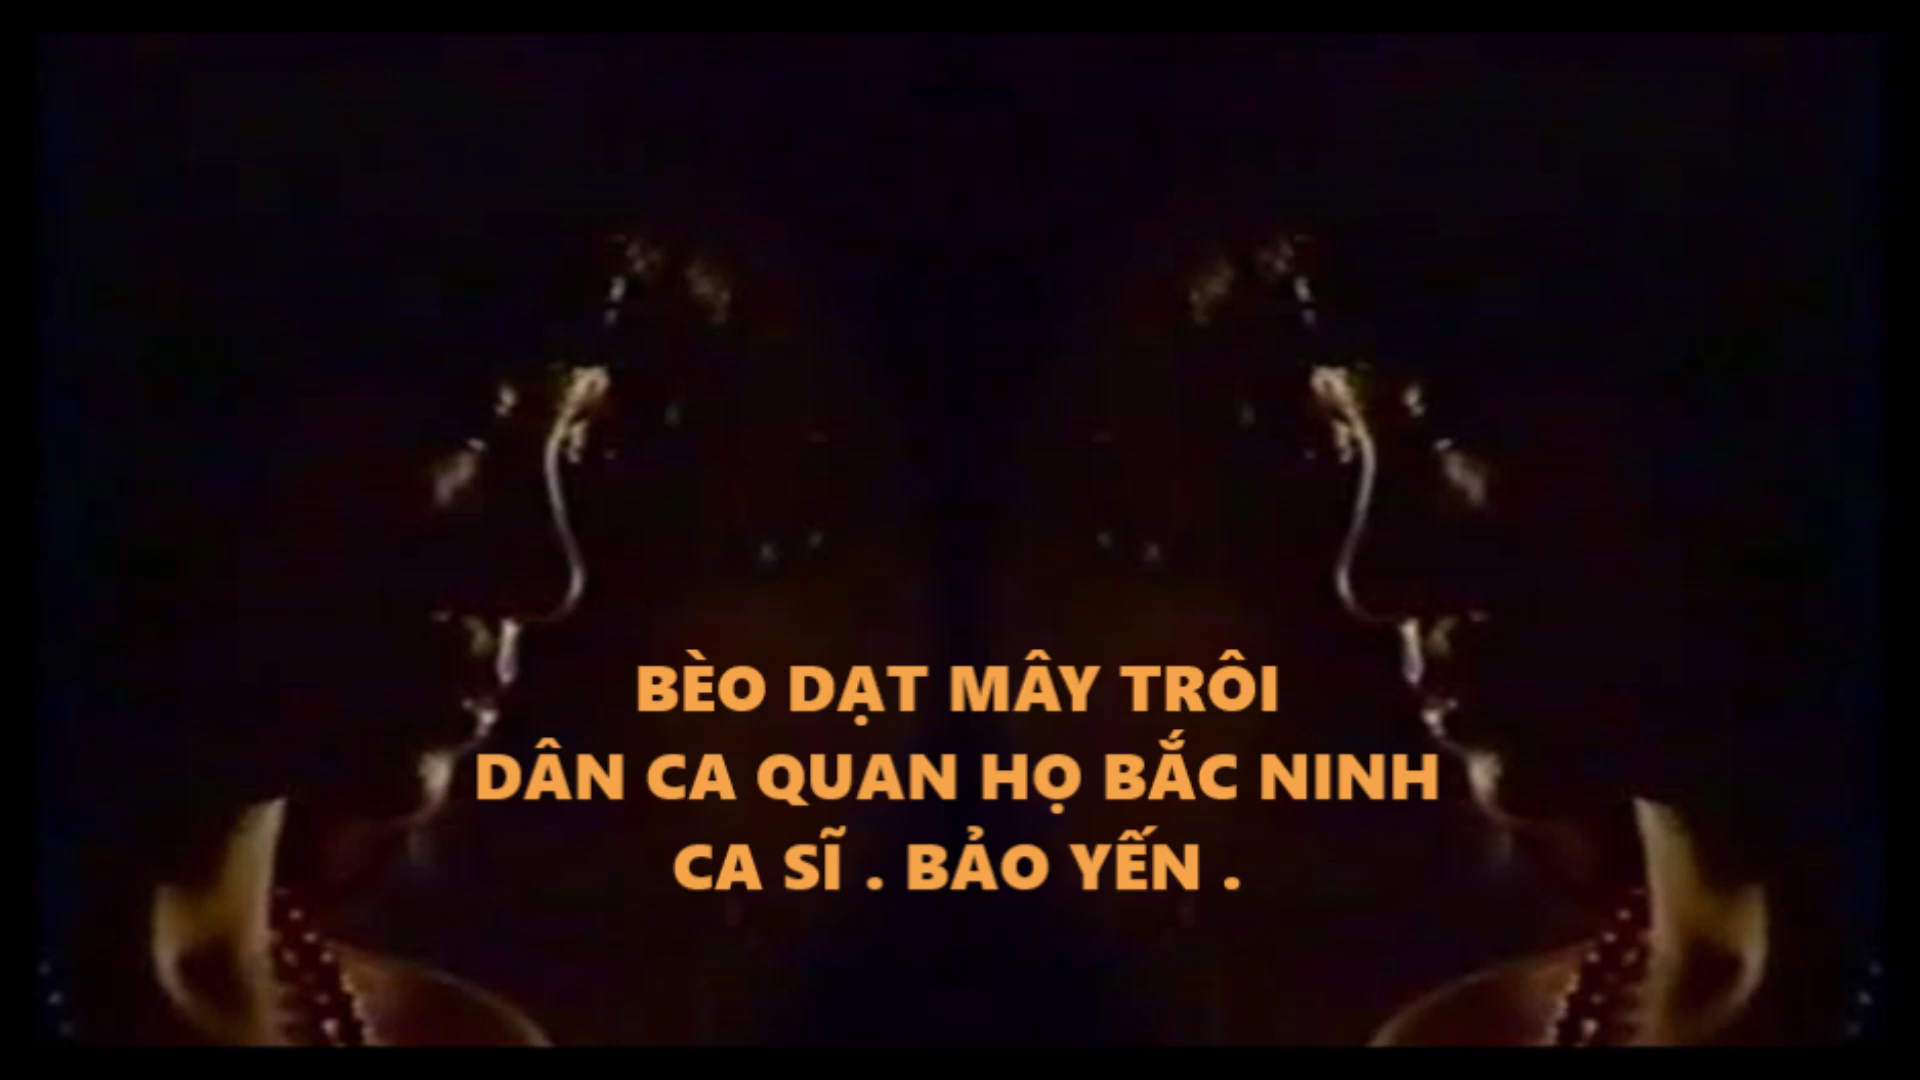 BÈO DẠT MÂY TRÔI
DÂN CA QUAN HỌ BẮC NINH
CA SĨ . BẢO YẾN .